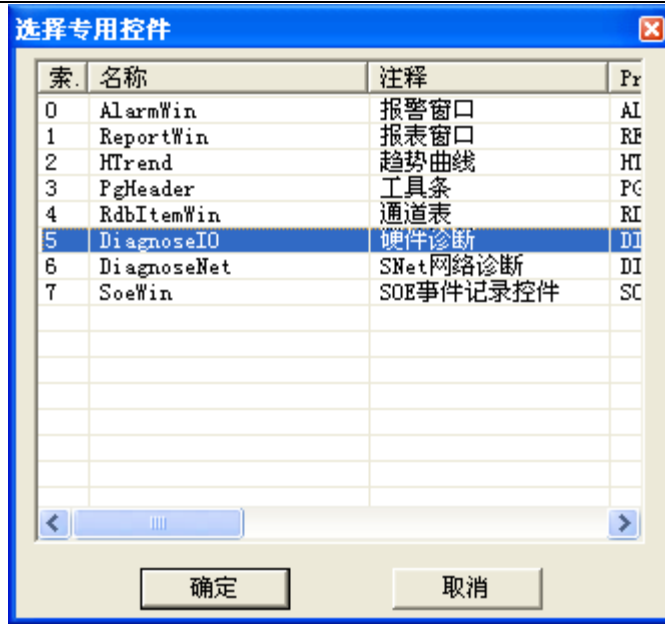 选择专用控件
索. 名称 注释 Pr
0 AlarmWin 报警窗口 AL
1 ReportWin 报表窗口 RE
2 HTrend 趋势曲线 HT
3 PgHeader 工具条 PG
4 RdbItemWin 通道表 RD
5 DiagnoseIO 硬件诊断 DI
6 DiagnoseNet SNet网络诊断 DI
7 SoeWin SOE事件记录控件 SO
确定 取消